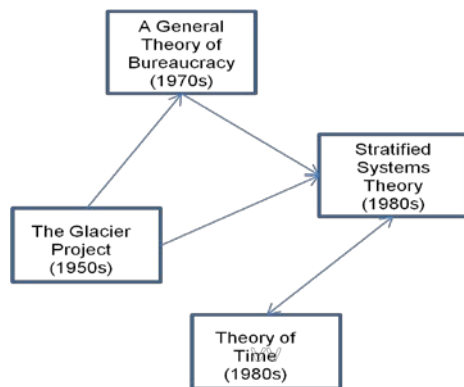 A General
Theory of
Bureaucracy
(1970s)
Stratified
Systems
Theory
(1980s)
The Glacier
Project
(1950s)
Theory of
Time
(1980s)